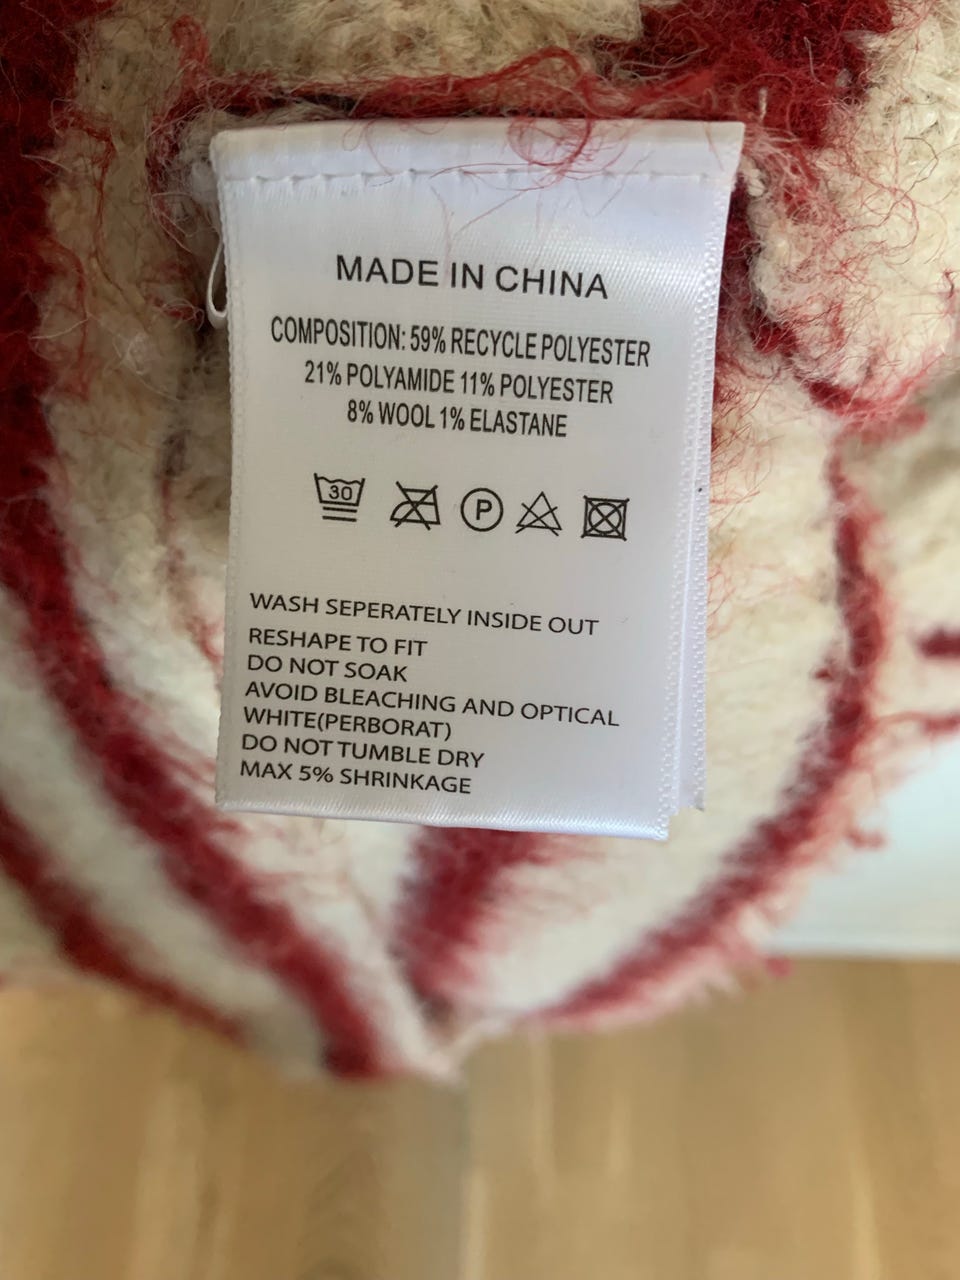 MADE IN CHINA
COMPOSITION: 59% RECYCLE POLYESTER
21% POLYAMIDE 11% POLYESTER
8% WOOL 1% ELASTANE
30 P
WASH SEPERATELY INSIDE OUT
RESHAPE TO FIT
DO NOT SOAK
AVOID BLEACHING AND OPTICAL
WHITE(PERBORAT)
DO NOT TUMBLE DRY
MAX 5% SHRINKAGE